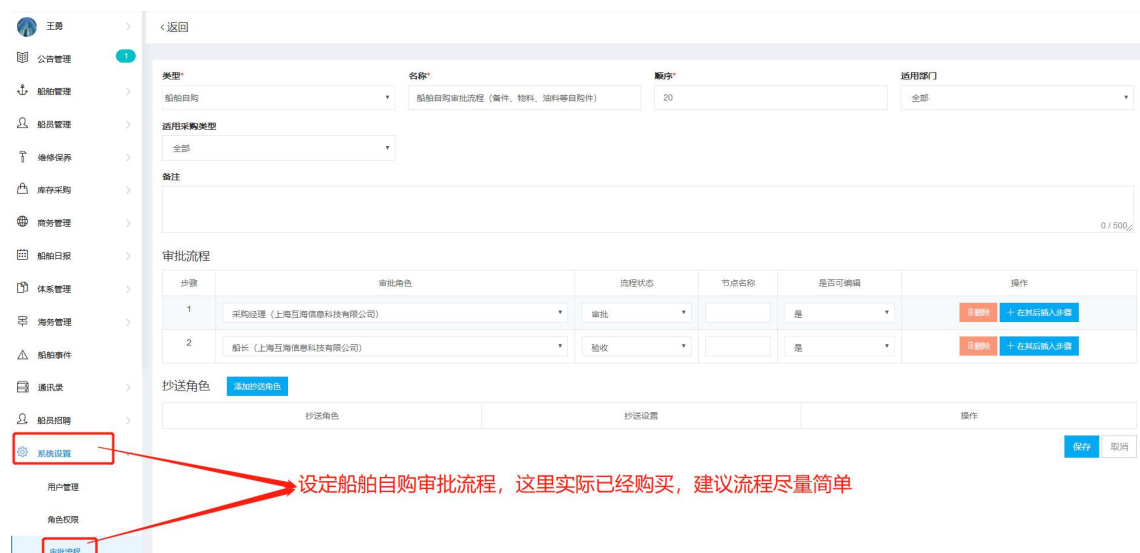 王勇
<返回
公告管理
1
类型*
名称*
顺序*
适用部门
船舶管理
船舶自购
船舶自购审批流程（备件、物料、油料等自购件）
20
全部
船员管理
适用采购类型
维修保养
全部
库存采购
备注
商务管理
0 / 500
船舶日报
审批流程
体系管理
步骤
审批角色
流程状态
节点名称
是否可编辑
操作
海务管理
1
采购经理（上海互海信息科技有限公司）
审批
是
删除
+ 在其后插入步骤
船舶事件
2
船长（上海互海信息科技有限公司）
验收
是
删除
+ 在其后插入步骤
通讯录
抄送角色
添加抄送角色
船员招聘
抄送角色
抄送设置
操作
系统设置
保存
取消
用户管理
设定船舶自购审批流程，这里实际已经购买，建议流程尽量简单
角色权限
审批流程